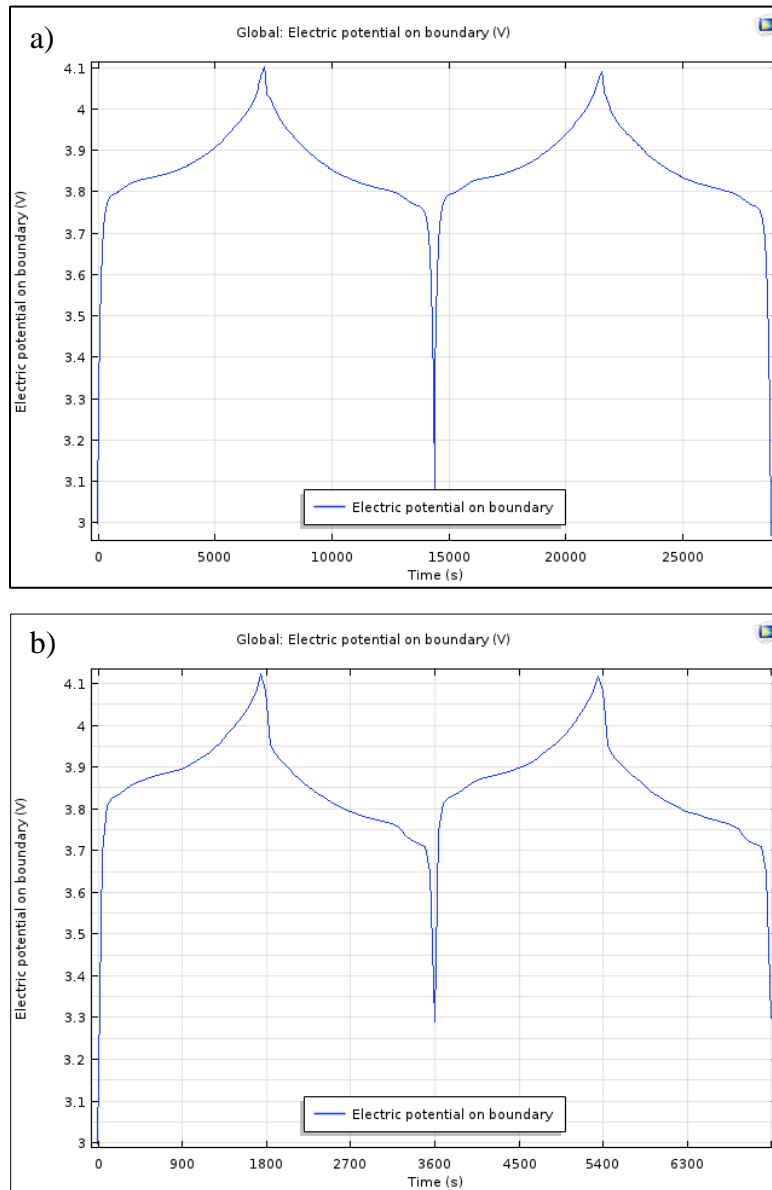 a)
Global: Electric potential on boundary (V)
Electric potential on boundary (V)
4.1
4
3.9
3.8
3.7
3.6
3.5
3.4
3.3
3.2
3.1
3
Electric potential on boundary
0 5000 10000 15000 20000 25000
Time (s)
b)
Global: Electric potential on boundary (V)
Electric potential on boundary (V)
4.1
4
3.9
3.8
3.7
3.6
3.5
3.4
3.3
3.2
3.1
3
Electric potential on boundary
0 900 1800 2700 3600 4500 5400 6300
Time (s)